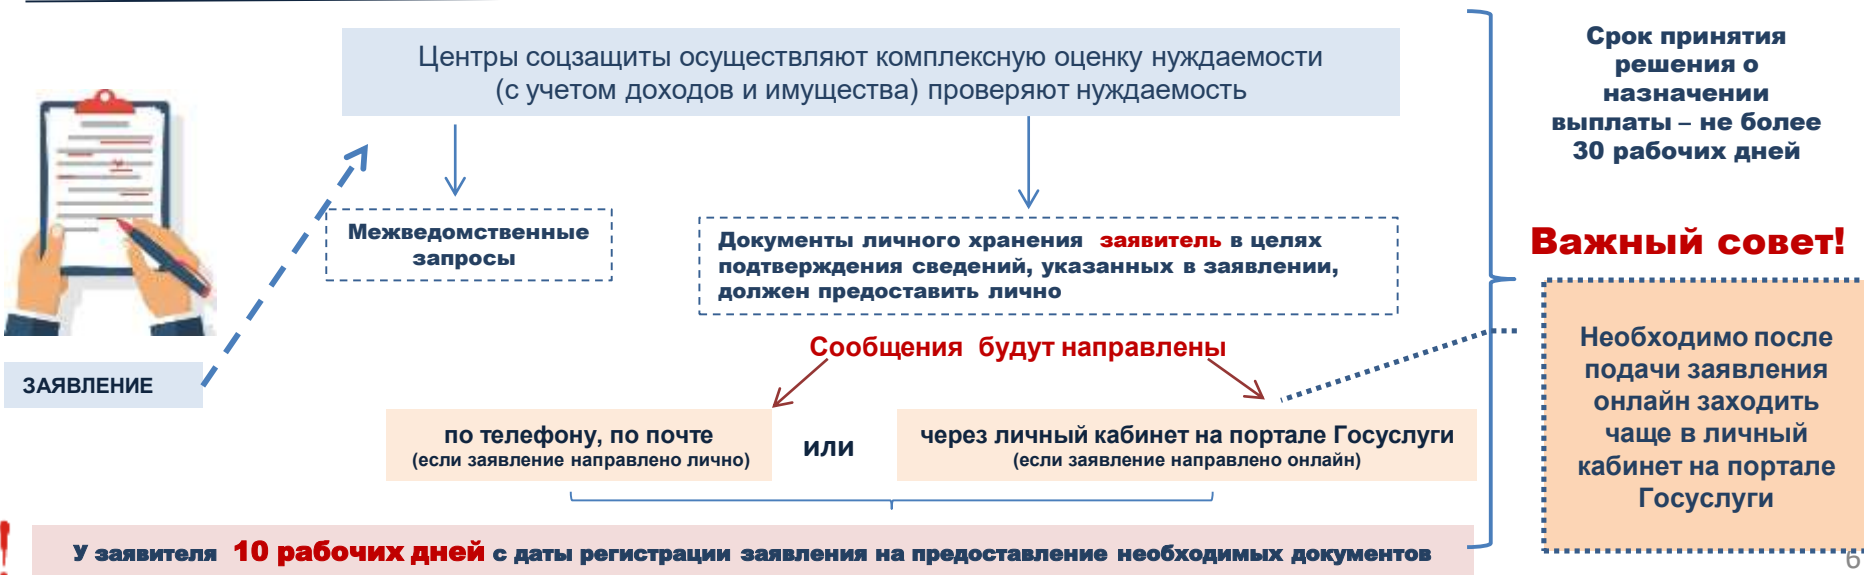 Центры соцзащиты осуществляют комплексную оценку нуждаемости
(с учетом доходов и имущества) проверяют нуждаемость
Срок принятия
решения о
назначении
выплаты – не более
30 рабочих дней
Межведомственные
запросы
Документы личного хранения заявитель в целях
подтверждения сведений, указанных в заявлении,
должен предоставить лично
Важный совет!
Необходимо после
подачи заявления
онлайн заходить
чаще в личный
кабинет на портале
Госуслуги
ЗАЯВЛЕНИЕ
Сообщения будут направлены
по телефону, по почте
(если заявление направлено лично)
или
через личный кабинет на портале Госуслуги
(если заявление направлено онлайн)
! У заявителя 10 рабочих дней с даты регистрации заявления на предоставление необходимых документов
6